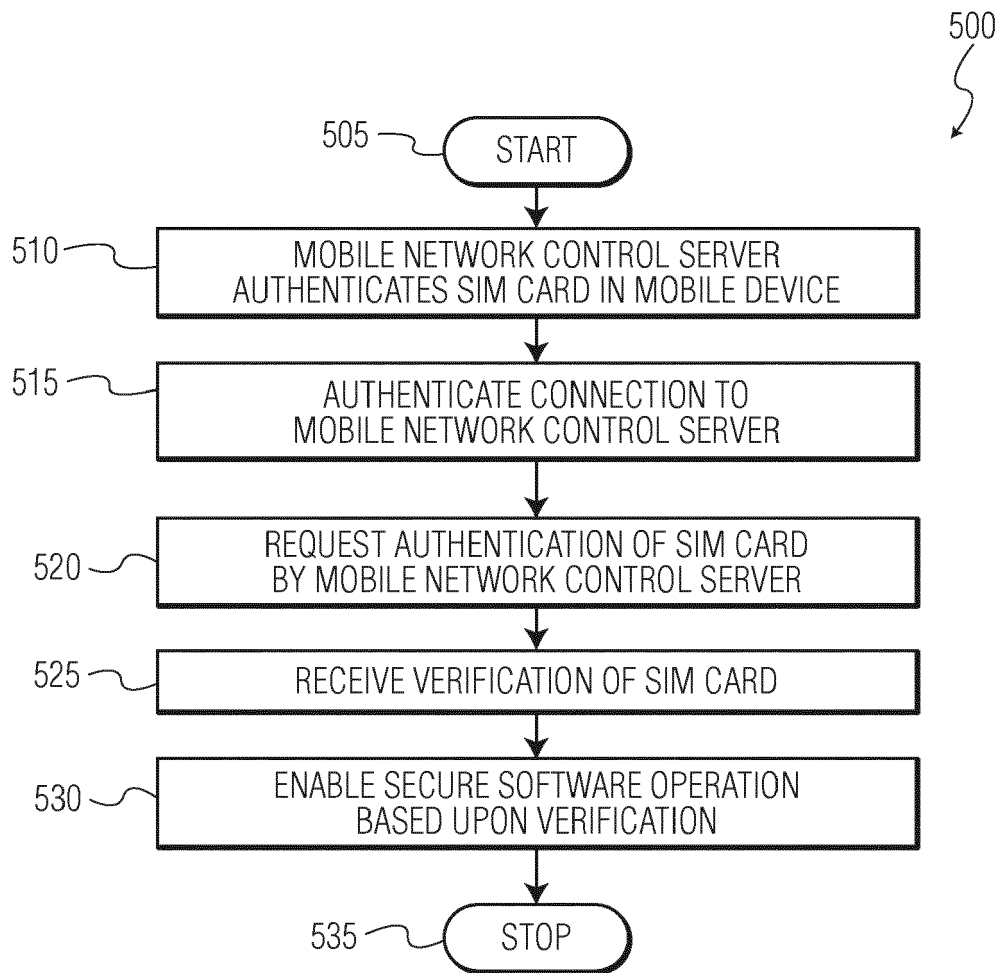 500
505
START
510
MOBILE NETWORK CONTROL SERVER
AUTHENTICATES SIM CARD IN MOBILE DEVICE
515
AUTHENTICATE CONNECTION TO
MOBILE NETWORK CONTROL SERVER
520
REQUEST AUTHENTICATION OF SIM CARD
BY MOBILE NETWORK CONTROL SERVER
525
RECEIVE VERIFICATION OF SIM CARD
530
ENABLE SECURE SOFTWARE OPERATION
BASED UPON VERIFICATION
535
STOP